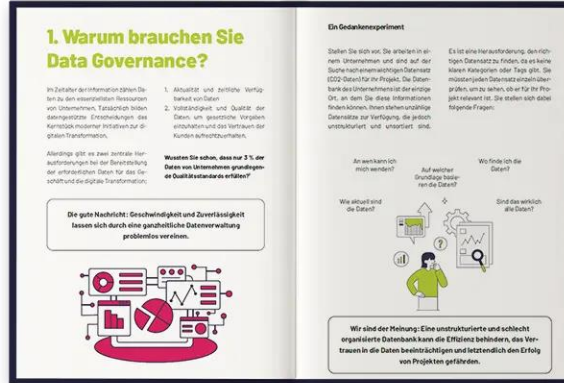 1. Warum brauchen Sie
Data Governance?
Im Zeitalter der Information zählen Da-
ten zu den essenziellsten Ressourcen
von Unternehmen. Tatsächlich bilden
datengestützte Entscheidungen das
Kernstück moderner Initiativen zur di-
gitalen Transformation.
Allerdings gibt es zwei zentrale Her-
ausforderungen bei der Bereitstellung
der erforderlichen Daten für das Ge-
schäft und die digitale Transformation:
1. Aktualität und zeitliche Verfüg-
barkeit von Daten
2. Vollständigkeit und Qualität der
Daten, um gesetzliche Vorgaben
einzuhalten und das Vertrauen der
Kunden aufrechtzuerhalten.
Wussten Sie schon, dass nur 3 % der
Daten von Unternehmen grundlegen-
de Qualitätsstandards erfüllen?
Die gute Nachricht: Geschwindigkeit und Zuverlässigkeit
lassen sich durch eine ganzheitliche Datenverwaltung
problemlos vereinen.
Ein Gedankenexperiment
Stellen Sie sich vor, Sie arbeiten in ei-
nem Unternehmen und sind auf der
Suche nach einem wichtigen Datensatz
(CO2-Daten) für Ihr Projekt. Die Daten-
bank des Unternehmens ist der einzige
Ort, an dem Sie diese Informationen
finden können. Ihnen stehen unzählige
Datensätze zur Verfügung, die jedoch
unstrukturiert und unsortiert sind.
Es ist eine Herausforderung, den rich-
tigen Datensatz zu finden, da es keine
klaren Kategorien oder Tags gibt. Sie
müssten jeden Datensatz einzeln über-
prüfen, um zu sehen, ob er für Ihr Pro-
jekt relevant ist. Sie stellen sich dabei
folgende Fragen:
An wen kann ich
mich wenden?
Auf welcher
Grundlage basie-
ren die Daten?
Wo finde ich die
Daten?
Wie aktuell sind
die Daten?
Sind das wirklich
alle Daten?
?
Wir sind der Meinung: Eine unstrukturierte und schlecht
organisierte Datenbank kann die Effizienz behindern, das Ver-
trauen in die Daten beeinträchtigen und letztendlich den Erfolg
von Projekten gefährden.